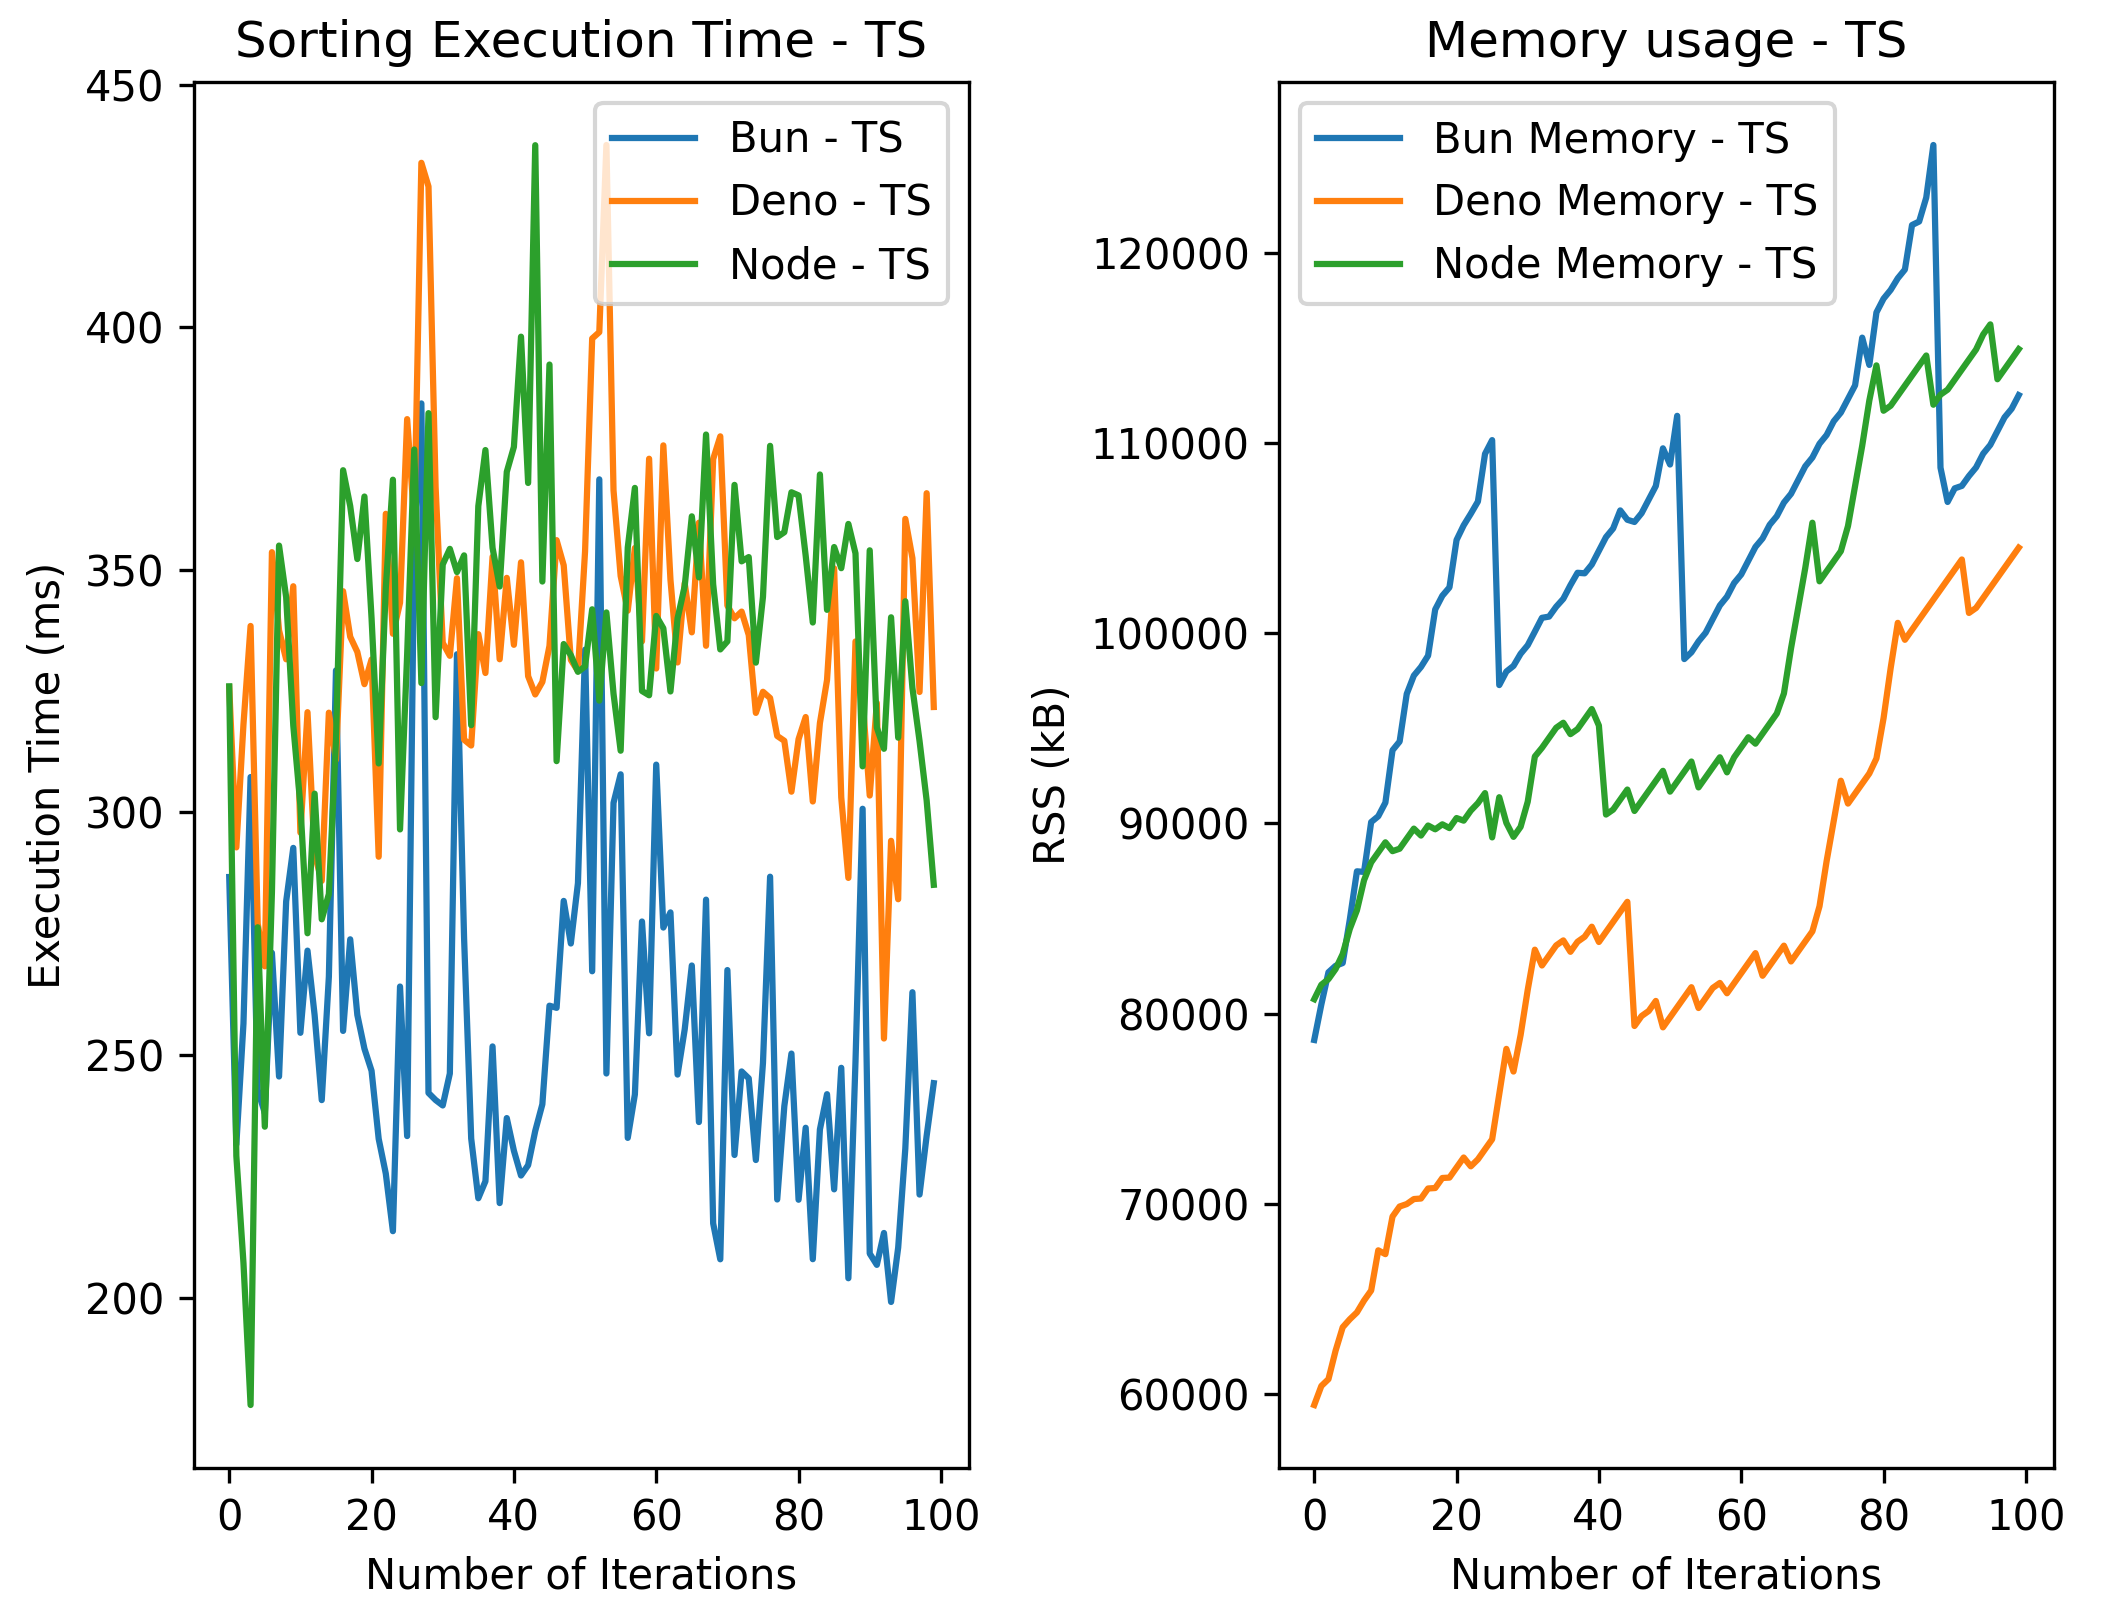 Sorting Execution Time - TS
450
400
350
300
250
200
Execution Time (ms)
Bun - TS
Deno - TS
Node - TS
0 20 40 60 80 100
Number of Iterations
Memory usage - TS
120000
110000
100000
90000
80000
70000
60000
RSS (kB)
Bun Memory - TS
Deno Memory - TS
Node Memory - TS
0 20 40 60 80 100
Number of Iterations